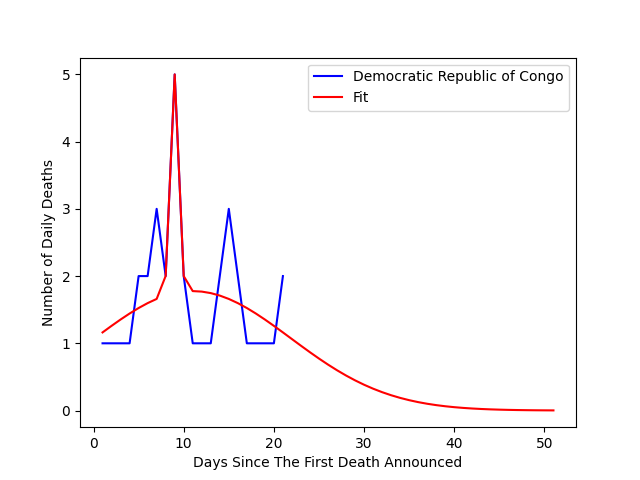 Democratic Republic of Congo
Fit
5
4
3
2
1
0
Number of Daily Deaths
0 10 20 30 40 50
Days Since The First Death Announced